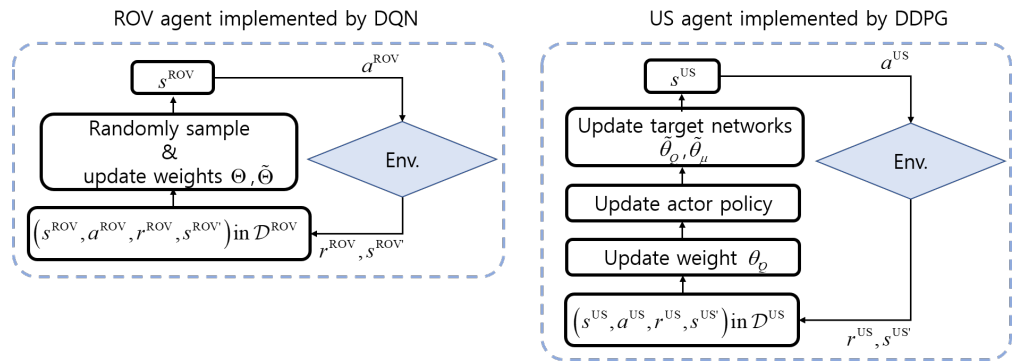 ROV agent implemented by DQN
s^ROV
a^ROV
Randomly sample
&
update weights Θ , Θ̃
Env.
(s^ROV, a^ROV, r^ROV, s^ROV') in 𝒟^ROV
r^ROV, s^ROV'
US agent implemented by DDPG
s^US
a^US
Update target networks
θ̃_Q, θ̃_μ
Env.
Update actor policy
Update weight θ_Q
(s^US, a^US, r^US, s^US') in 𝒟^US
r^US, s^US'